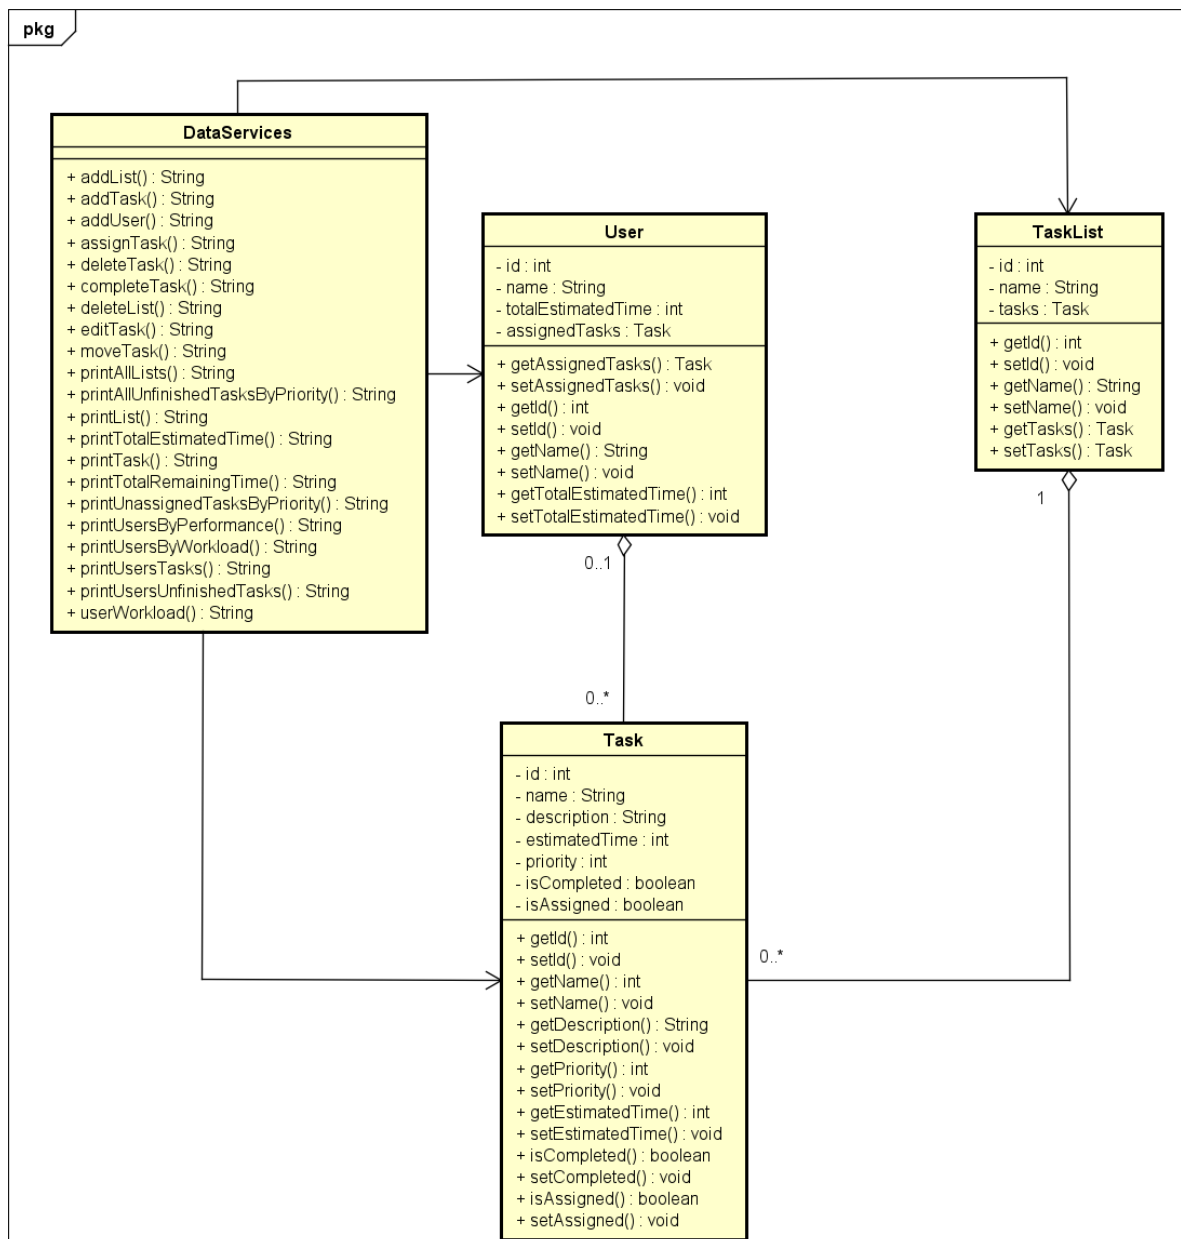 pkg
DataServices
+ addList() : String
+ addTask() : String
+ addUser() : String
+ assignTask() : String
+ deleteTask() : String
+ completeTask() : String
+ deleteList() : String
+ editTask() : String
+ moveTask() : String
+ printAllLists() : String
+ printAllUnfinishedTasksByPriority() : String
+ printList() : String
+ printTotalEstimatedTime() : String
+ printTask() : String
+ printTotalRemainingTime() : String
+ printUnassignedTasksByPriority() : String
+ printUsersByPerformance() : String
+ printUsersByWorkload() : String
+ printUsersTasks() : String
+ printUsersUnfinishedTasks() : String
+ userWorkload() : String
User
- id : int
- name : String
- totalEstimatedTime : int
- assignedTasks : Task
+ getAssignedTasks() : Task
+ setAssignedTasks() : void
+ getId() : int
+ setId() : void
+ getName() : String
+ setName() : void
+ getTotalEstimatedTime() : int
+ setTotalEstimatedTime() : void
TaskList
- id : int
- name : String
- tasks : Task
+ getId() : int
+ setId() : void
+ getName() : String
+ setName() : void
+ getTasks() : Task
+ setTasks() : Task
1
0..1
0..*
Task
- id : int
- name : String
- description : String
- estimatedTime : int
- priority : int
- isCompleted : boolean
- isAssigned : boolean
+ getId() : int
+ setId() : void
+ getName() : int
+ setName() : void
+ getDescription() : String
+ setDescription() : void
+ getPriority() : int
+ setPriority() : void
+ getEstimatedTime() : int
+ setEstimatedTime() : void
+ isCompleted() : boolean
+ setCompleted() : void
+ isAssigned() : boolean
+ setAssigned() : void
0..*